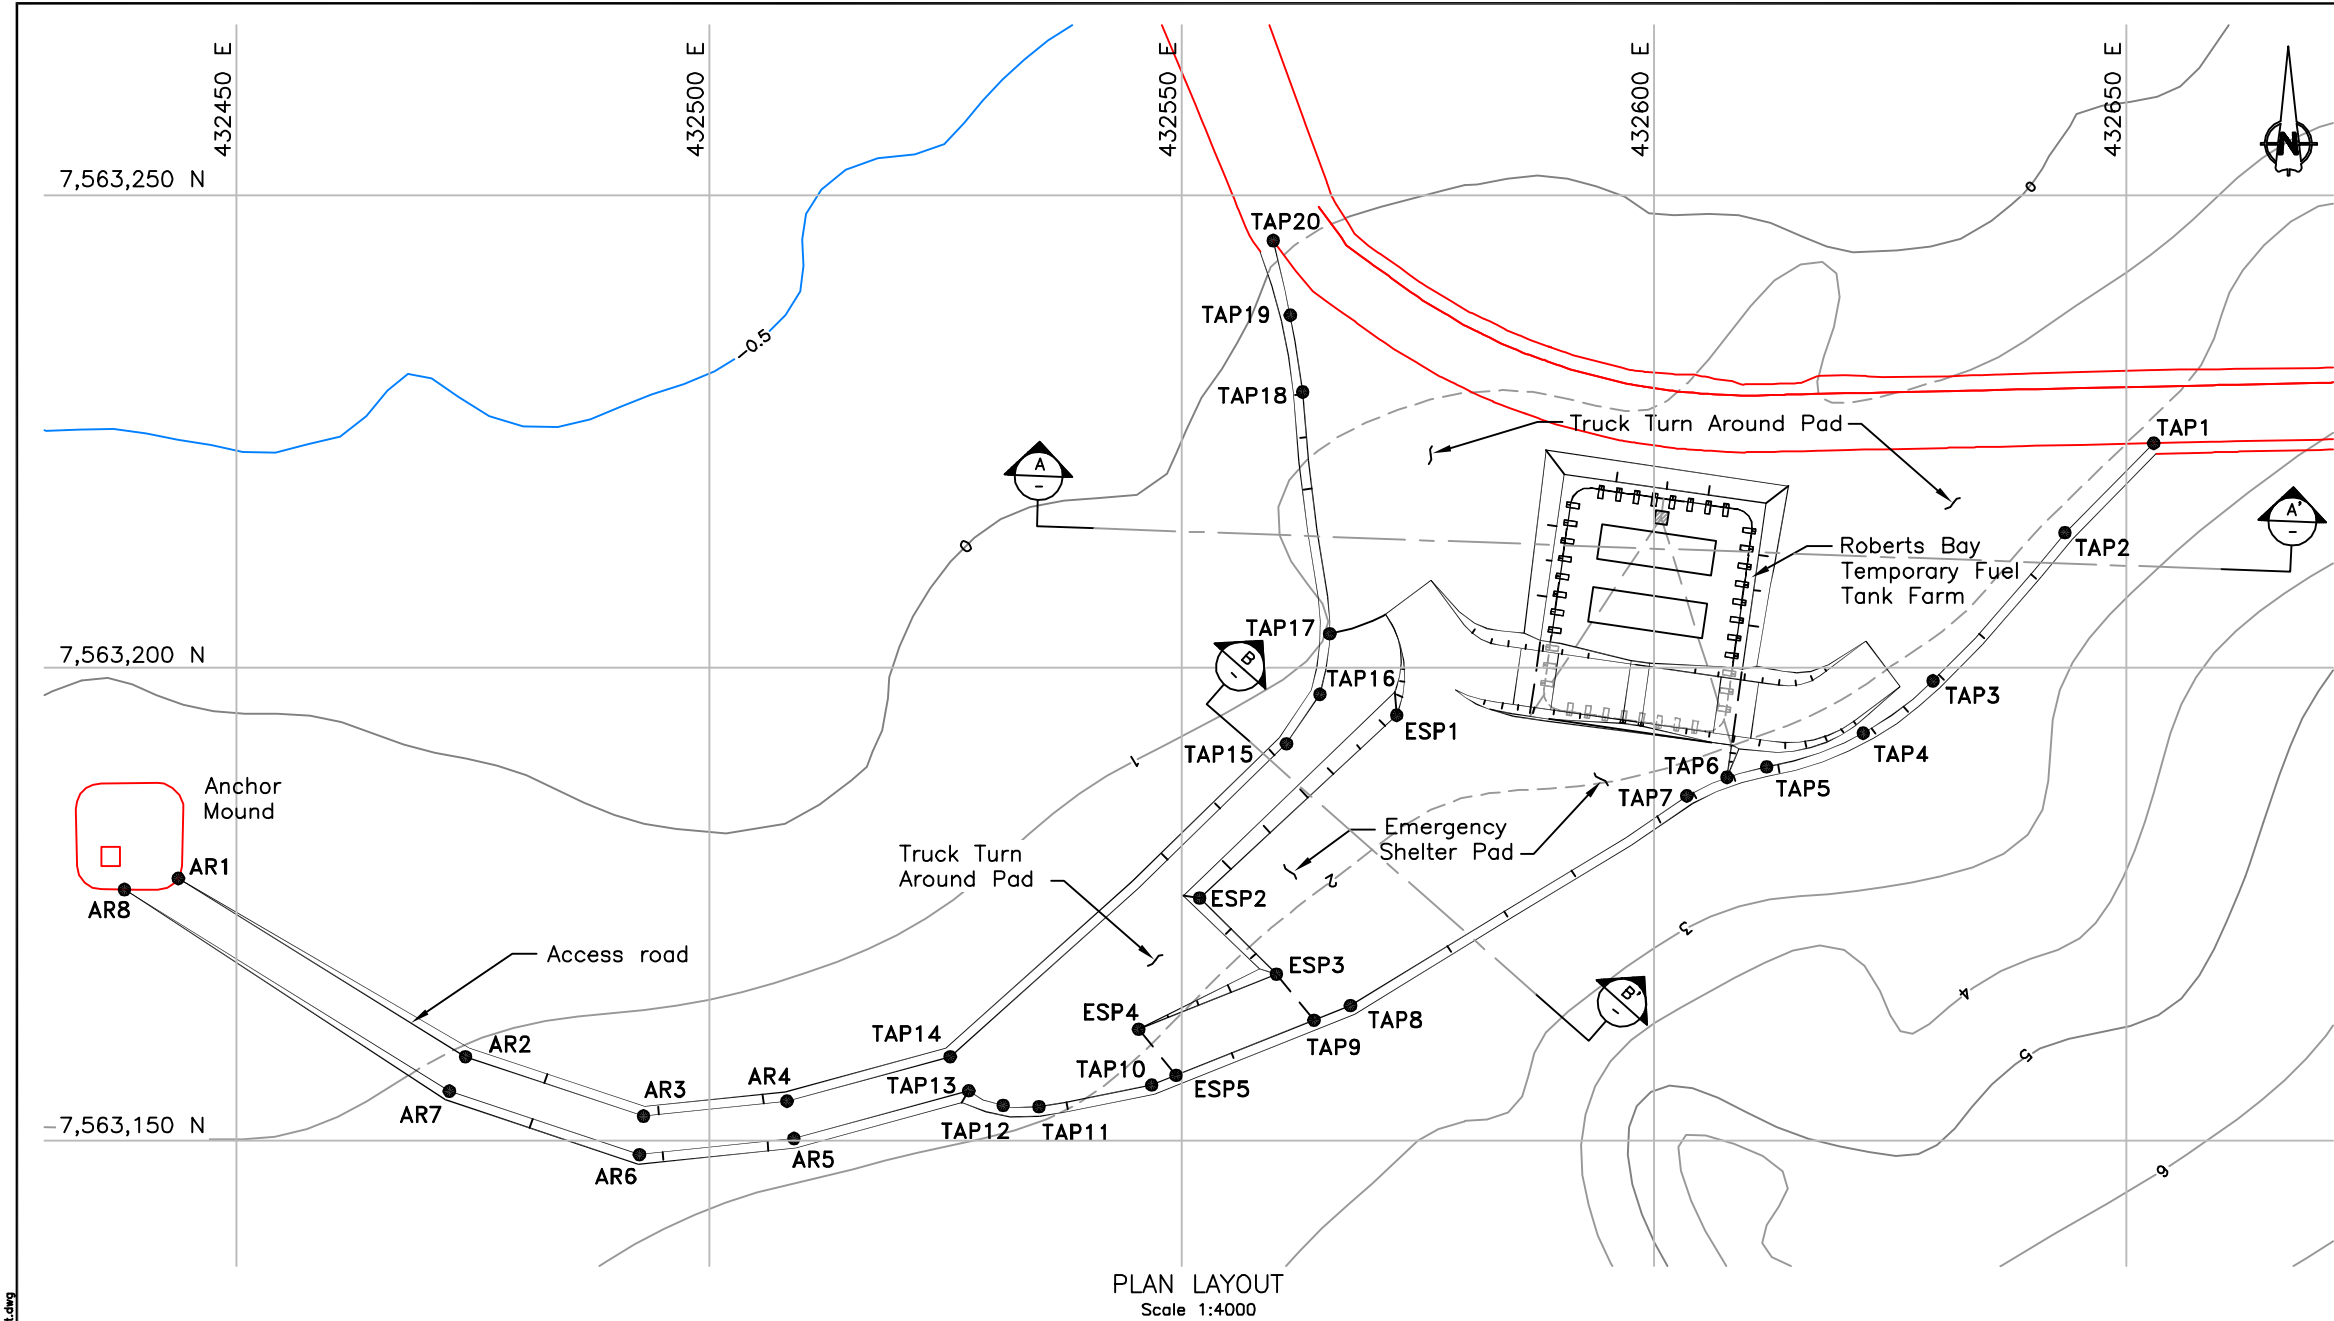 432450 E
432500 E
432550 E
432600 E
432650 E
N
7,563,250 N
0
TAP20
TAP19
-0.5
TAP18
Truck Turn Around Pad
TAP1
A
-
A'
-
0
Roberts Bay
Temporary Fuel
Tank Farm
TAP2
TAP17
7,563,200 N
B
-
TAP16
TAP3
ESP1
TAP15
TAP4
1
TAP6
TAP5
TAP7
Anchor
Mound
Emergency
Shelter Pad
Truck Turn
Around Pad
AR1
2
AR8
ESP2
3
Access road
ESP3
4
B'
-
ESP4
TAP8
TAP14
AR2
TAP9
5
TAP10
AR4
TAP13
ESP5
AR3
AR7
7,563,150 N
TAP12
TAP11
AR5
AR6
6
PLAN LAYOUT
Scale 1:4000
t.dwg